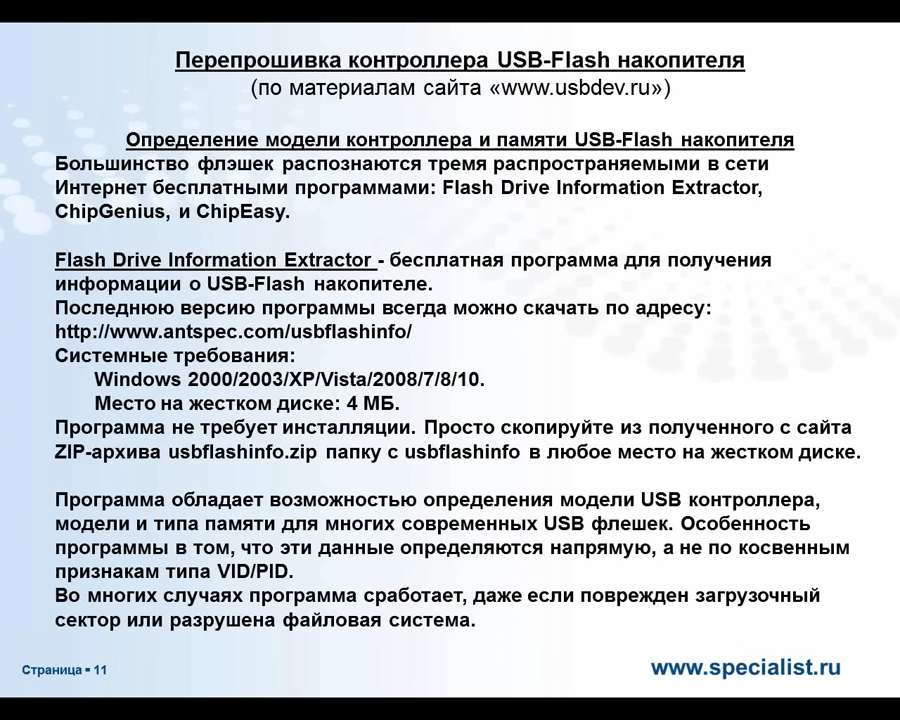 Перепрошивка контроллера USB-Flash накопителя
(по материалам сайта «www.usbdev.ru»)
Определение модели контроллера и памяти USB-Flash накопителя
Большинство флэшек распознаются тремя распространяемыми в сети
Интернет бесплатными программами: Flash Drive Information Extractor,
ChipGenius, и ChipEasy.
Flash Drive Information Extractor - бесплатная программа для получения
информации о USB-Flash накопителе.
Последнюю версию программы всегда можно скачать по адресу:
http://www.antspec.com/usbflashinfo/
Системные требования:
Windows 2000/2003/XP/Vista/2008/7/8/10.
Место на жестком диске: 4 МБ.
Программа не требует инсталляции. Просто скопируйте из полученного с сайта
ZIP-архива usbflashinfo.zip папку с usbflashinfo в любое место на жестком диске.
Программа обладает возможностью определения модели USB контроллера,
модели и типа памяти для многих современных USB флешек. Особенность
программы в том, что эти данные определяются напрямую, а не по косвенным
признакам типа VID/PID.
Во многих случаях программа сработает, даже если поврежден загрузочный
сектор или разрушена файловая система.
Страница ▪ 11
www.specialist.ru